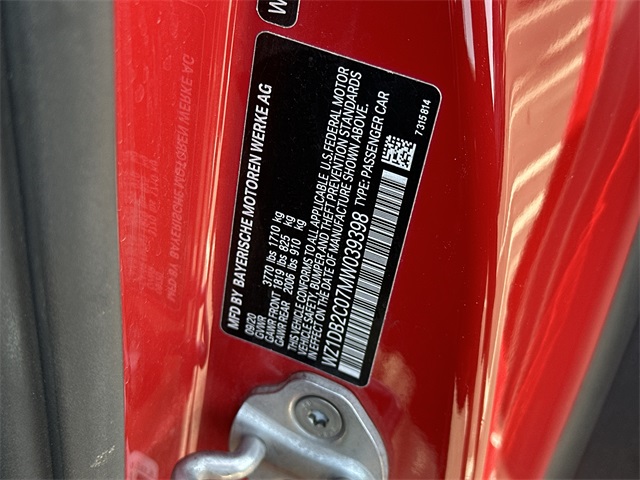 W
MFD BY BAYERISCHE MOTOREN WERKE AG
09/20
GVWR 3770 lbs 1710 kg
GAWR FRONT 1819 lbs 825 kg
GAWR REAR 2006 lbs 910 kg
THIS VEHICLE CONFORMS TO ALL APPLICABLE U.S. FEDERAL MOTOR
VEHICLE SAFETY, BUMPER AND THEFT PREVENTION STANDARDS
IN EFFECT ON THE DATE OF MANUFACTURE SHOWN ABOVE.
WZ1DB2C07MW039398 TYPE: PASSENGER CAR
7 315 814